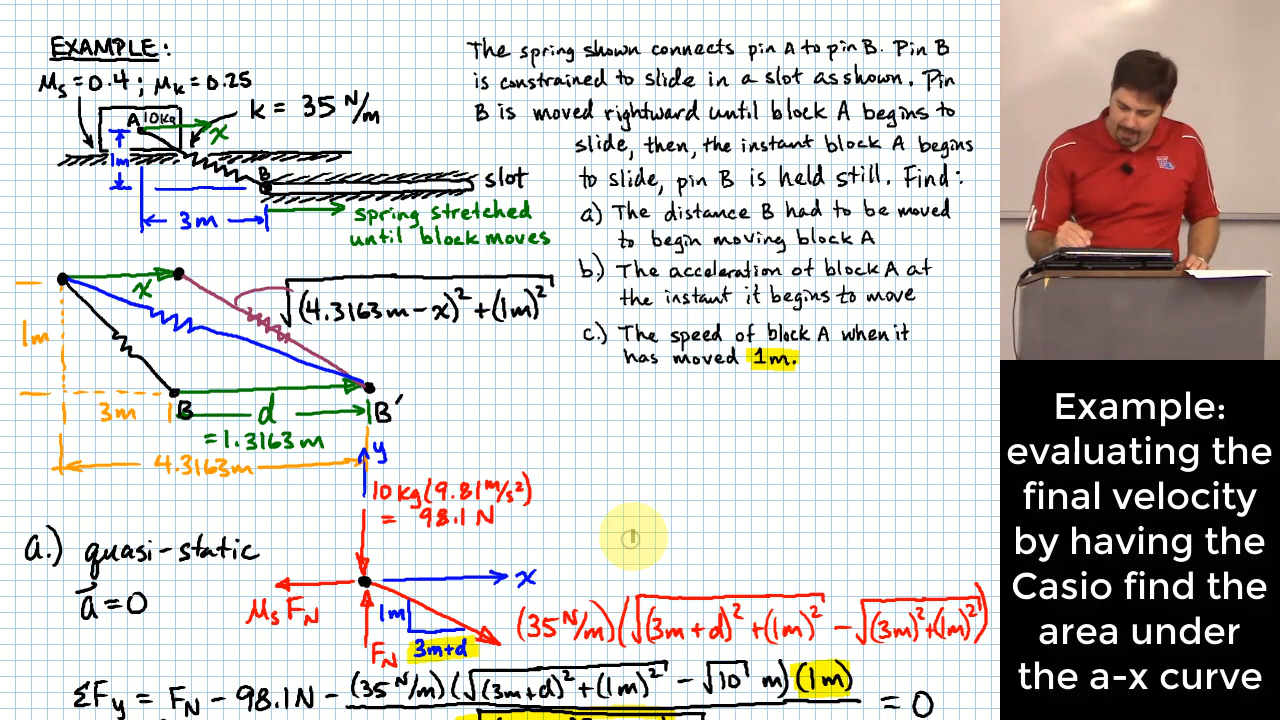 EXAMPLE:
μs = 0.4 ; μk = 0.25
k = 35 N/m
A 10kg
x
1m
B
slot
3m
spring stretched
until block moves
The spring shown connects pin A to pin B. Pin B
is constrained to slide in a slot as shown. Pin
B is moved rightward until block A begins to
slide, then, the instant block A begins
to slide, pin B is held still. Find:
a.) The distance B had to be moved
to begin moving block A
b.) The acceleration of block A at
the instant it begins to move
c.) The speed of block A when it
has moved 1m.
x
√(4.3163m - x)² + (1m)²
1m
3m
B
d
B'
= 1.3163m
4.3163m
y
10kg(9.81 m/s²)
= 98.1 N
a.) quasi-static
a = 0
x
μs FN
1m
3m+d
FN
(35 N/m)(√(3m+d)² + (1m)² - √(3m)² + (1m)²)
ΣFy = FN - 98.1N - (35 N/m)(√(3m+d)² + (1m)² - √10 m)(1m) = 0
Example:
evaluating the
final velocity
by having the
Casio find the
area under
the a-x curve